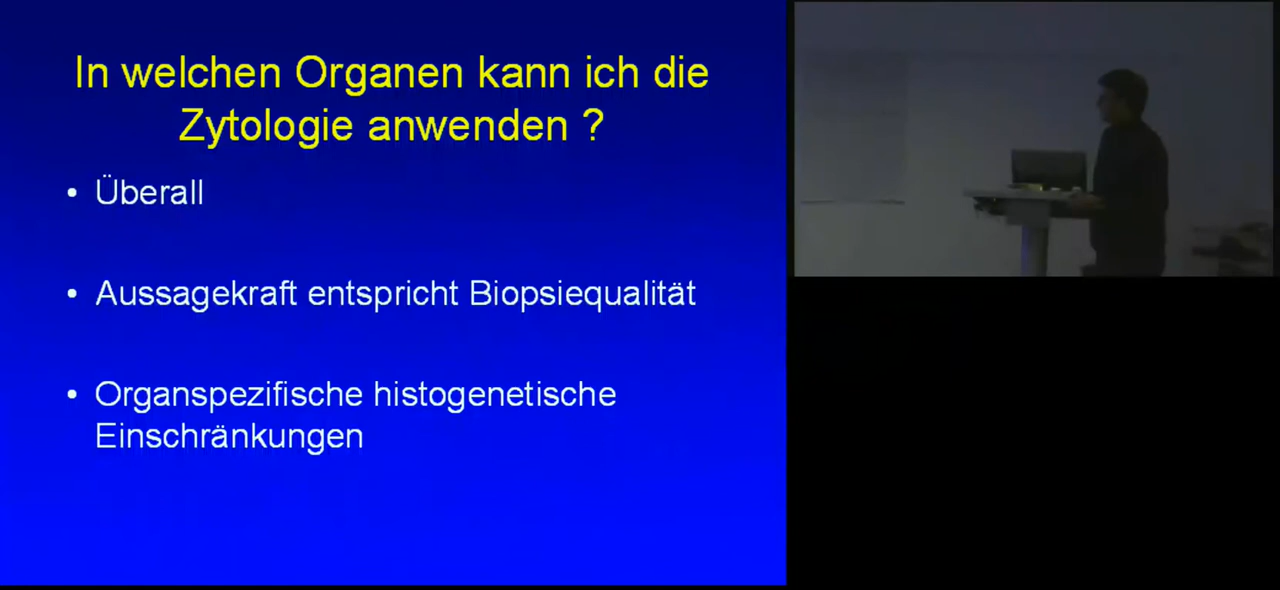 In welchen Organen kann ich die
Zytologie anwenden ?
• Überall
• Aussagekraft entspricht Biopsiequalität
• Organspezifische histogenetische
Einschränkungen